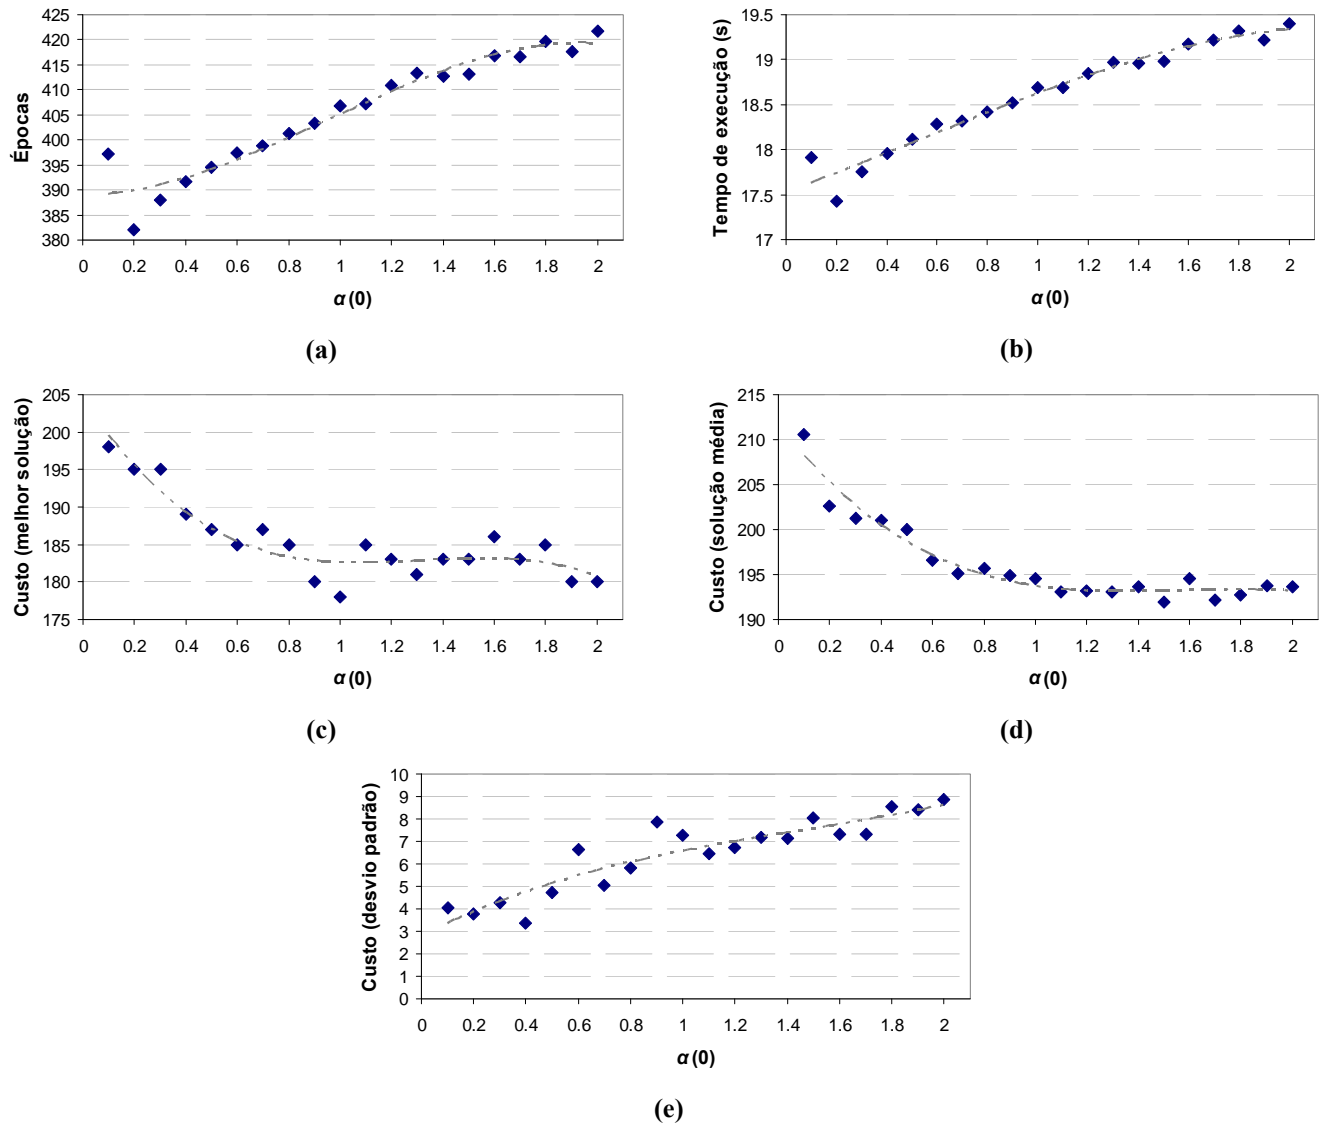 Épocas
425
420
415
410
405
400
395
390
385
380
0 0.2 0.4 0.6 0.8 1 1.2 1.4 1.6 1.8 2
α (0)
(a)
Tempo de execução (s)
19.5
19
18.5
18
17.5
17
0 0.2 0.4 0.6 0.8 1 1.2 1.4 1.6 1.8 2
α (0)
(b)
Custo (melhor solução)
205
200
195
190
185
180
175
0 0.2 0.4 0.6 0.8 1 1.2 1.4 1.6 1.8 2
α (0)
(c)
Custo (solução média)
215
210
205
200
195
190
0 0.2 0.4 0.6 0.8 1 1.2 1.4 1.6 1.8 2
α (0)
(d)
Custo (desvio padrão)
10
9
8
7
6
5
4
3
2
1
0
0 0.2 0.4 0.6 0.8 1 1.2 1.4 1.6 1.8 2
α (0)
(e)